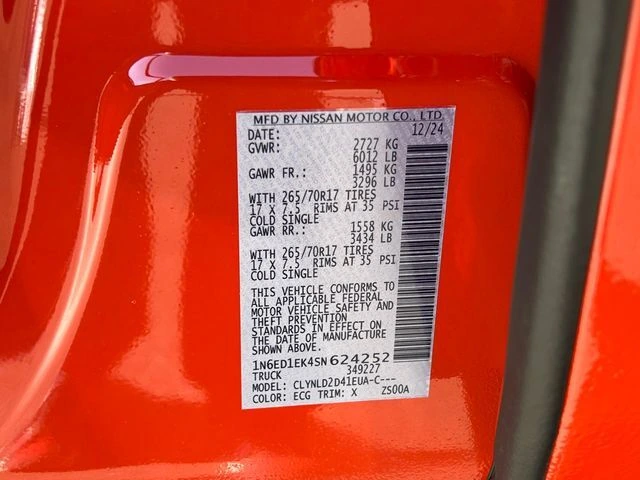 MFD BY NISSAN MOTOR CO., LTD
DATE: 12/24
GVWR: 2727 KG
6012 LB
GAWR FR.: 1495 KG
3296 LB
WITH 265/70R17 TIRES
17 X 7.5 RIMS AT 35 PSI
COLD SINGLE
GAWR RR.: 1558 KG
3434 LB
WITH 265/70R17 TIRES
17 X 7.5 RIMS AT 35 PSI
COLD SINGLE
THIS VEHICLE CONFORMS TO
ALL APPLICABLE FEDERAL
MOTOR VEHICLE SAFETY AND
THEFT PREVENTION
STANDARDS IN EFFECT ON
THE DATE OF MANUFACTURE
SHOWN ABOVE.
1N6ED1EK4SN624252
TRUCK 349227
MODEL: CLYNLD2D41EUA-C---
COLOR: ECG TRIM: X ZS00A